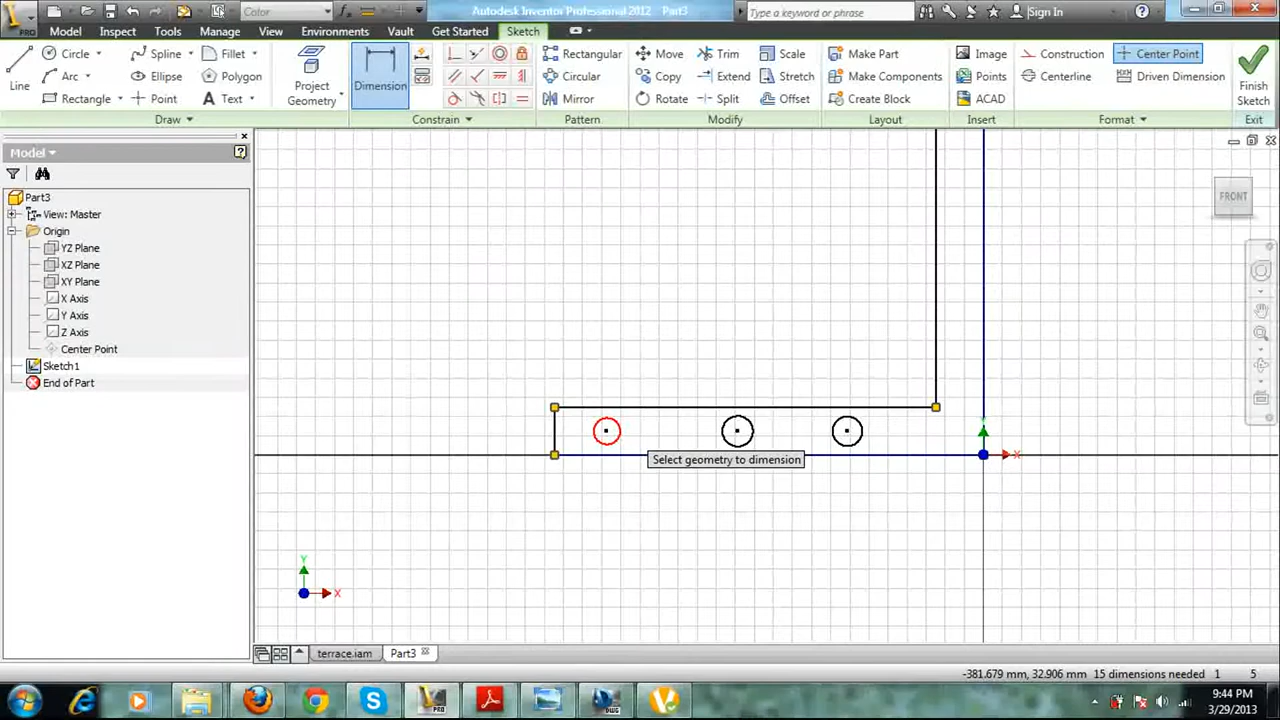 Color
Autodesk Inventor Professional 2012 Part3
Type a keyword or phrase
Sign In
PRO
Model Inspect Tools Manage View Environments Vault Get Started Sketch
Circle Spline Fillet
Arc Ellipse Polygon
Rectangle Point Text
Line
Project
Geometry
Dimension
Rectangular
Circular
Mirror
Move Trim Scale
Copy Extend Stretch
Rotate Split Offset
Make Part
Make Components
Create Block
Image
Points
ACAD
Construction Center Point
Centerline Driven Dimension
Finish
Sketch
Draw Constrain Pattern Modify Layout Insert Format Exit
Model
Part3
View: Master
Origin
YZ Plane
XZ Plane
XY Plane
X Axis
Y Axis
Z Axis
Center Point
Sketch1
End of Part
FRONT
Select geometry to dimension
X
Y
X
terrace.iam Part3
-381.679 mm, 32.906 mm 15 dimensions needed 1 5
PRO
DWG
9:44 PM
3/29/2013